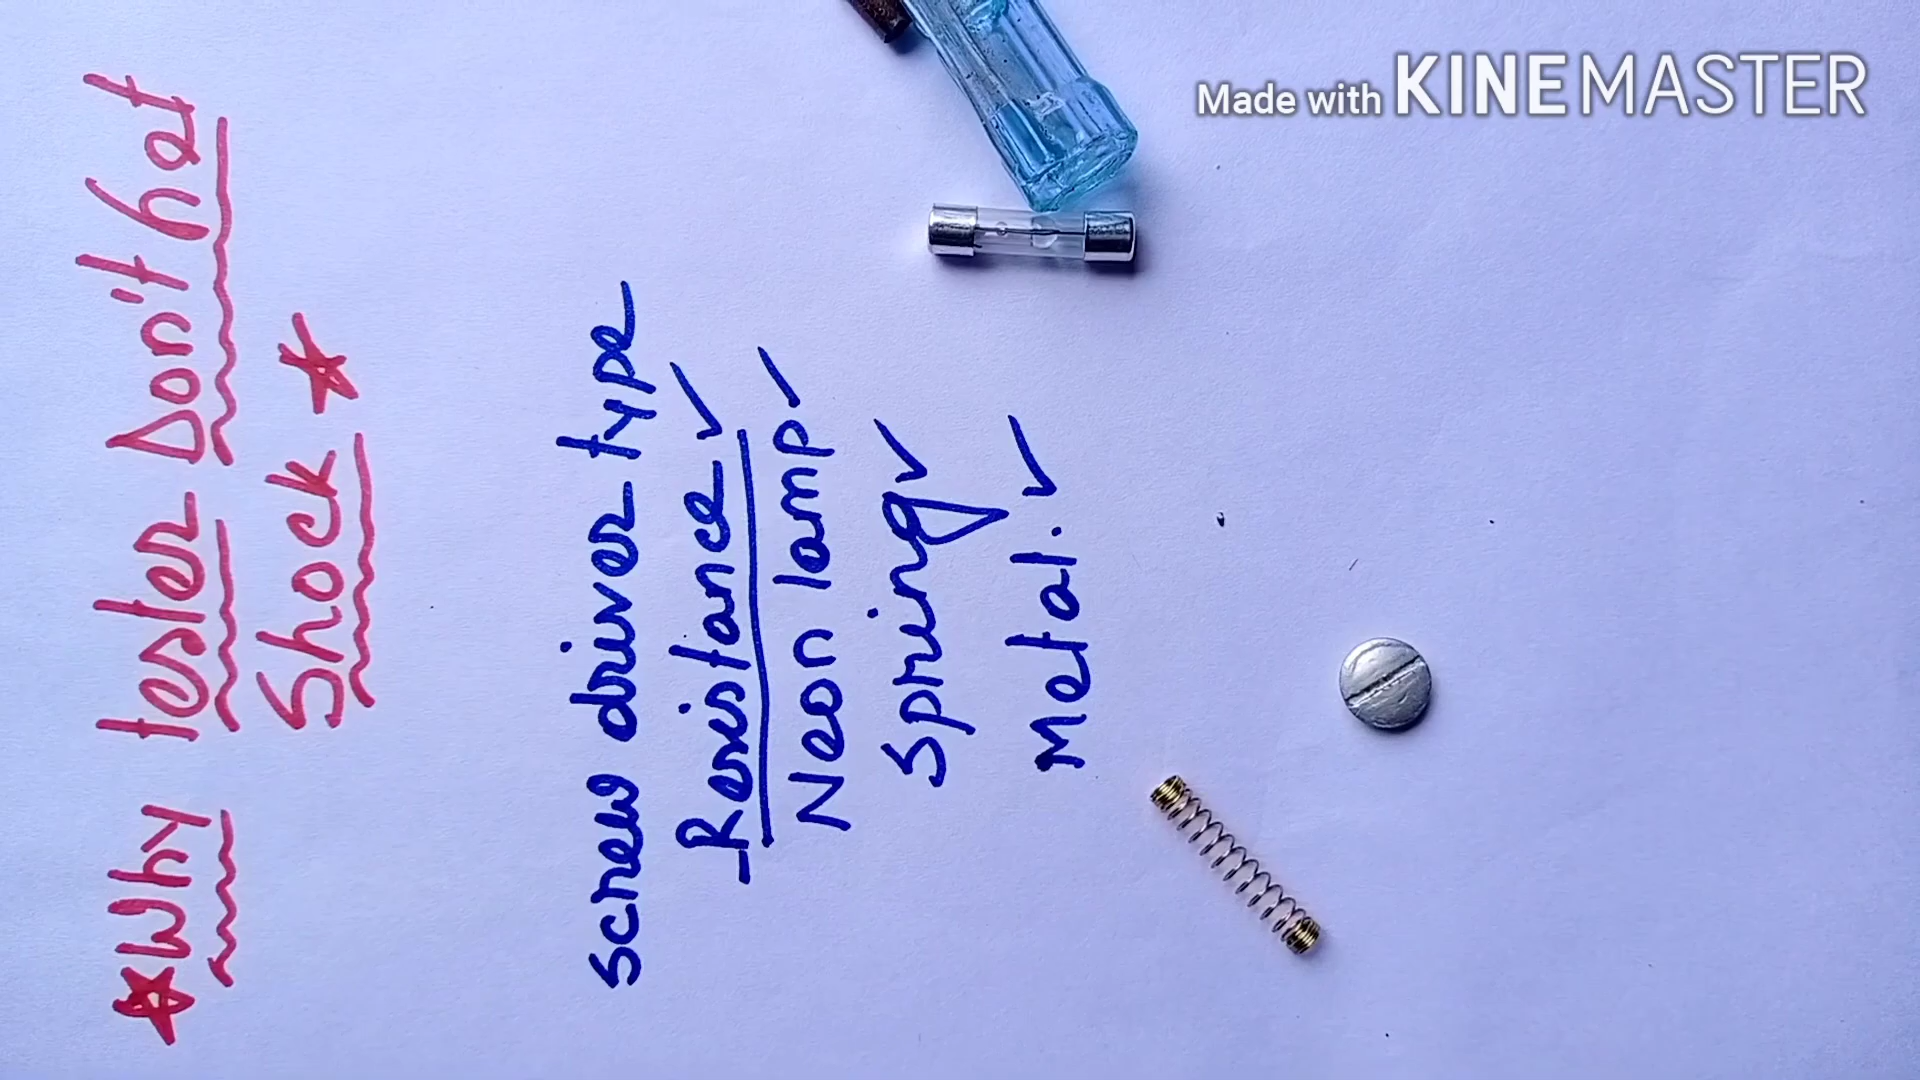 *Why tester Don't hat
Shock *
screw driver type
Resistance ✓
Neon lamp ✓
Spring ✓
Metal. ✓
Made with KINEMASTER